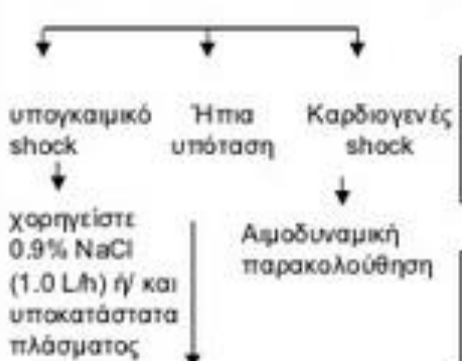 υπογκαιμικό
shock
Ήπια
υπόταση
Καρδιογενές
shock
χορηγείστε
0.9% NaCl
(1.0 L/h) ή/ και
υποκατάστατα
πλάσματος
Αιμοδυναμική
παρακολούθηση